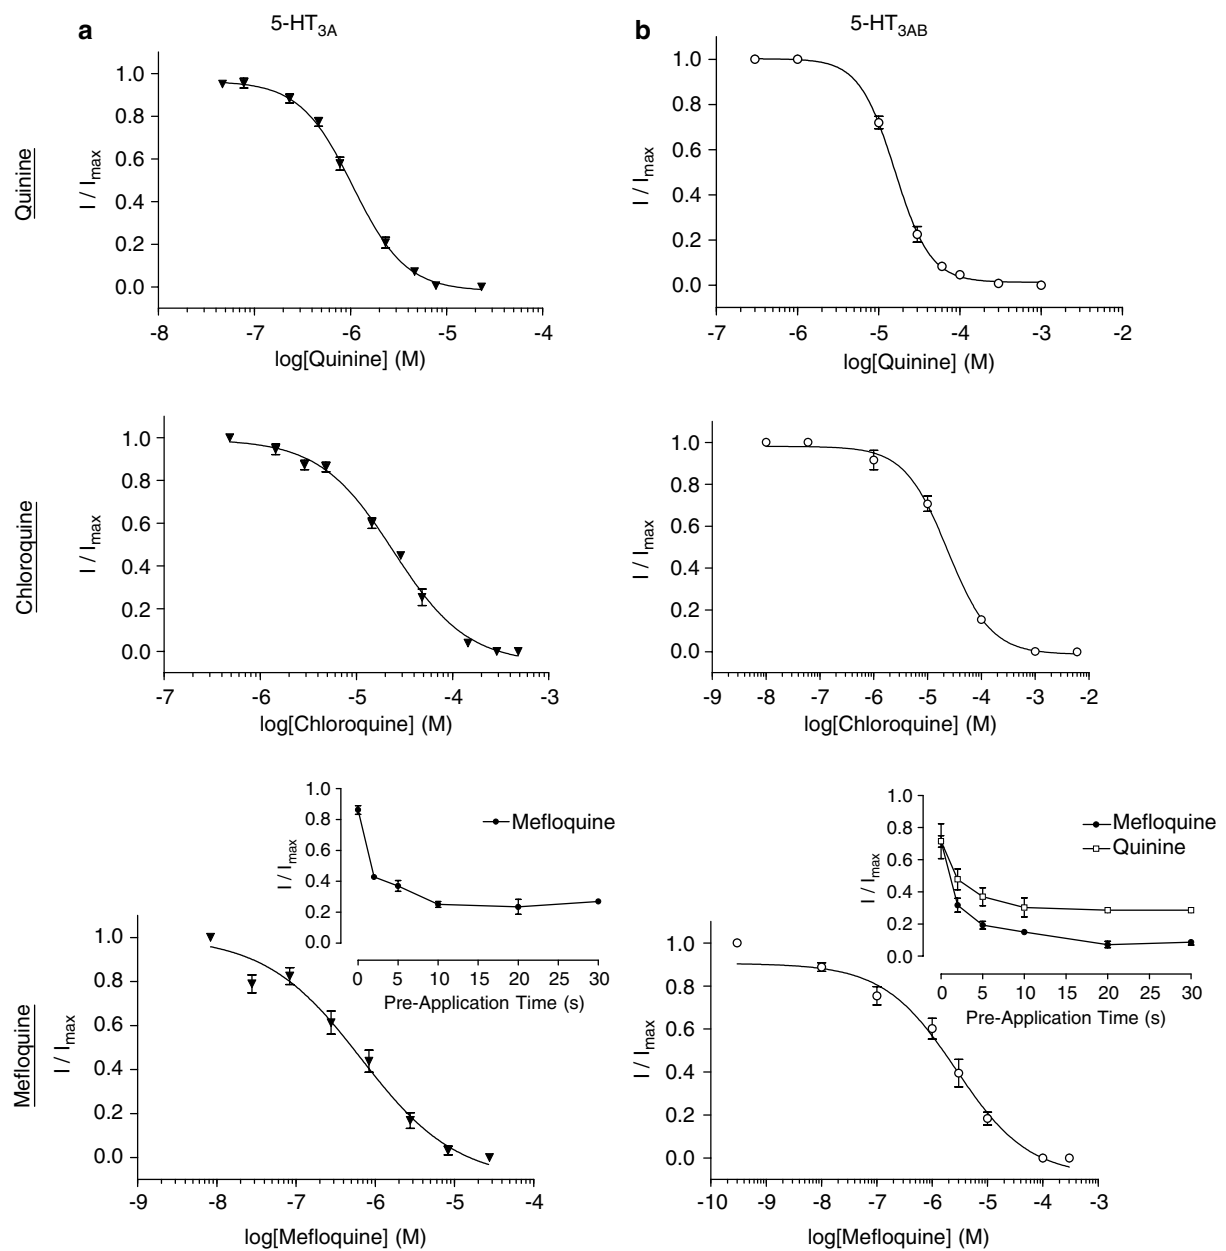 a
5-HT3A
b
5-HT3AB
Quinine
I / Imax
1.0
0.8
0.6
0.4
0.2
0.0
-8 -7 -6 -5 -4
log[Quinine] (M)
I / Imax
1.0
0.8
0.6
0.4
0.2
0.0
-7 -6 -5 -4 -3 -2
log[Quinine] (M)
Chloroquine
I / Imax
1.0
0.8
0.6
0.4
0.2
0.0
-7 -6 -5 -4 -3
log[Chloroquine] (M)
I / Imax
1.0
0.8
0.6
0.4
0.2
0.0
-9 -8 -7 -6 -5 -4 -3 -2
log[Chloroquine] (M)
Mefloquine
I / Imax
1.0
0.8
0.6
0.4
0.2
0.0
-9 -8 -7 -6 -5 -4
log[Mefloquine] (M)
I / Imax
1.0
0.8
0.6
0.4
0.2
0.0
Mefloquine
0 5 10 15 20 25 30
Pre-Application Time (s)
I / Imax
1.0
0.8
0.6
0.4
0.2
0.0
-10 -9 -8 -7 -6 -5 -4 -3
log[Mefloquine] (M)
I / Imax
1.0
0.8
0.6
0.4
0.2
0.0
Mefloquine
Quinine
0 5 10 15 20 25 30
Pre-Application Time (s)